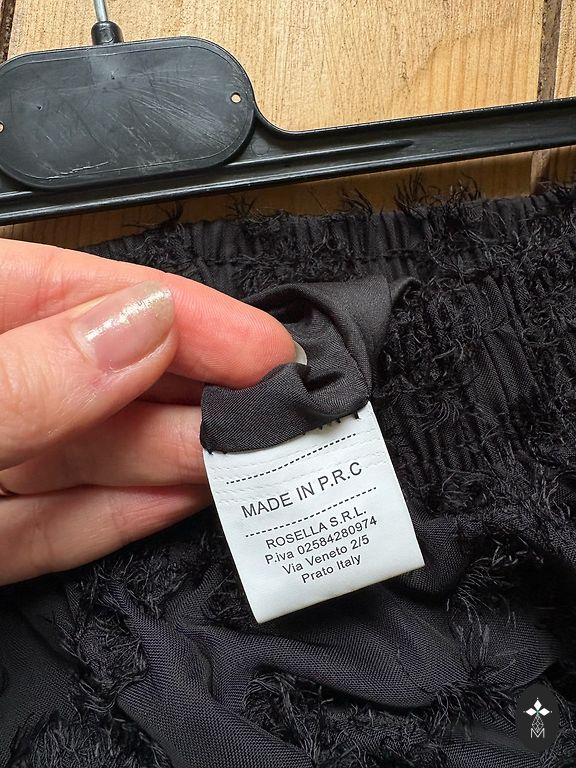 MADE IN P.R.C
ROSELLA S.R.L.
P.iva 02584280974
Via Veneto 2/5
Prato Italy